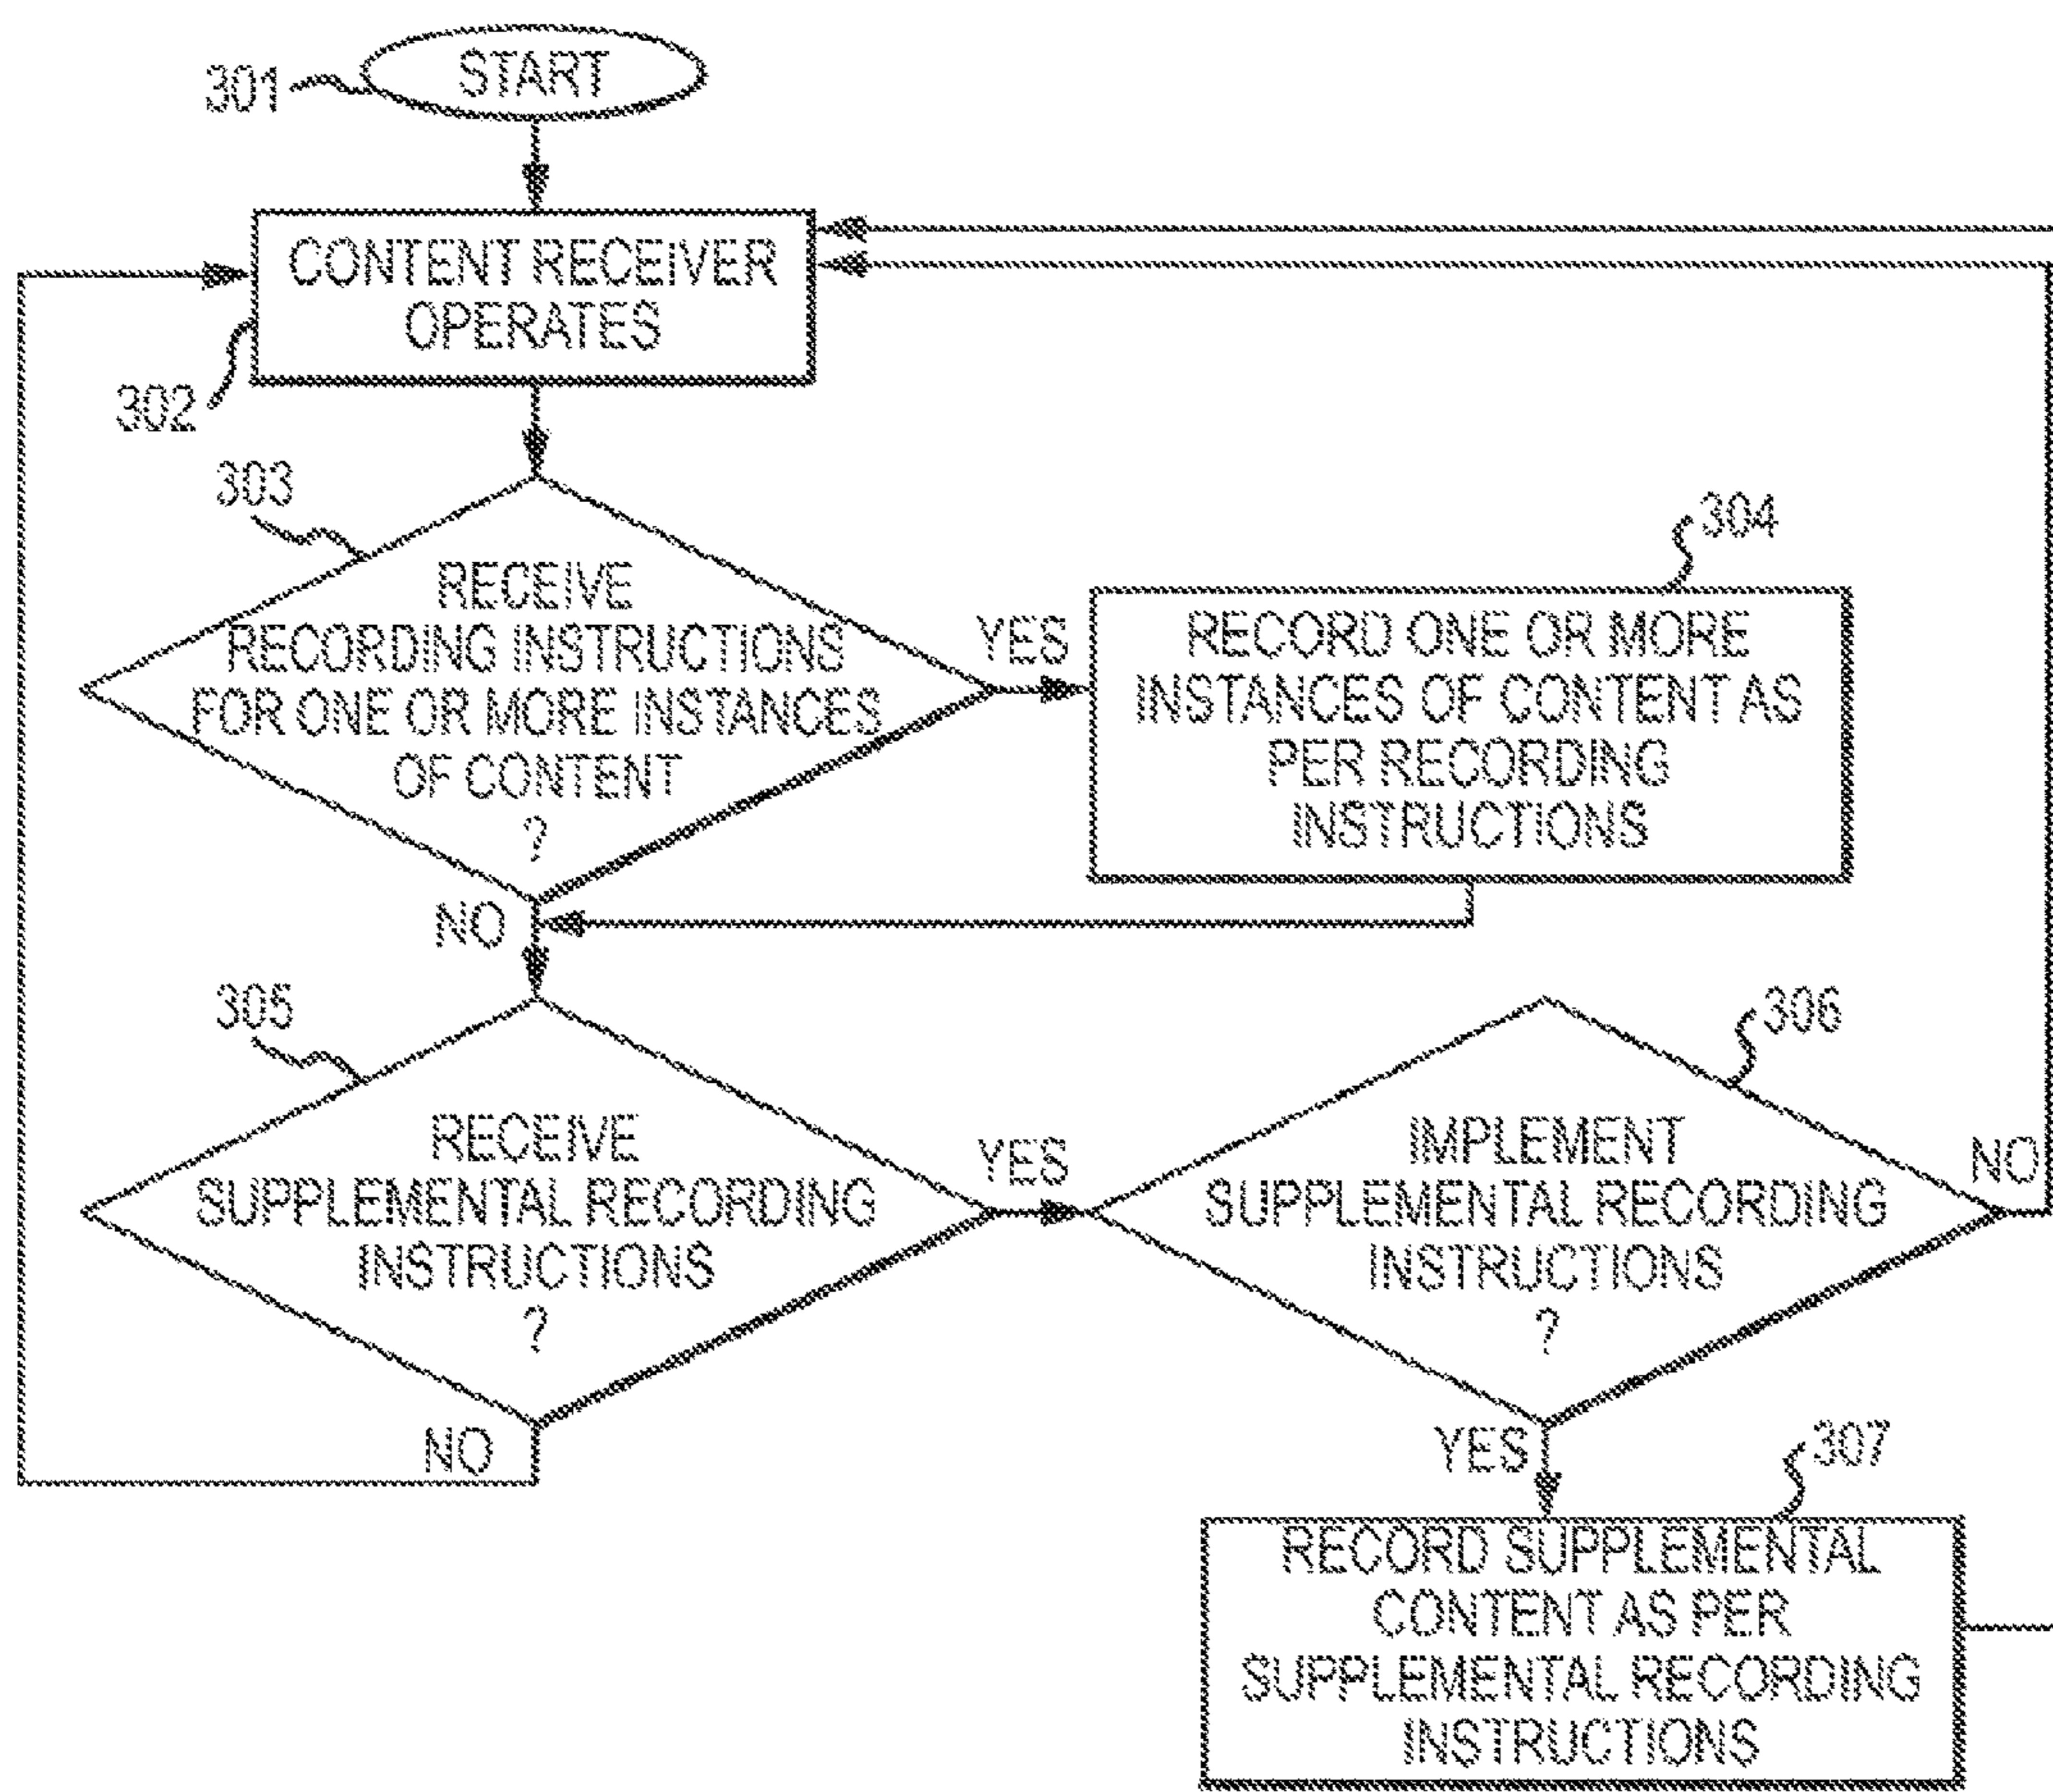 START
301
CONTENT RECEIVER
OPERATES
302
303
RECEIVE
RECORDING INSTRUCTIONS
FOR ONE OR MORE INSTANCES
OF CONTENT
?
YES
304
RECORD ONE OR MORE
INSTANCES OF CONTENT AS
PER RECORDING
INSTRUCTIONS
NO
305
RECEIVE
SUPPLEMENTAL RECORDING
INSTRUCTIONS
?
YES
NO
306
IMPLEMENT
SUPPLEMENTAL RECORDING
INSTRUCTIONS
?
NO
YES
307
RECORD SUPPLEMENTAL
CONTENT AS PER
SUPPLEMENTAL RECORDING
INSTRUCTIONS